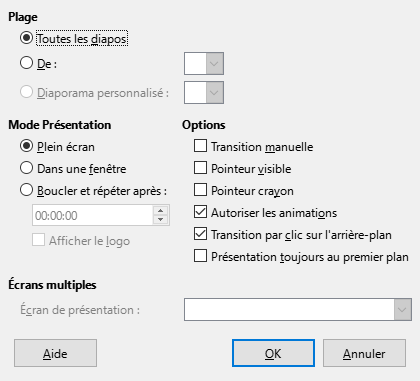 Plage
Toutes les diapos
De :
Diaporama personnalisé :
Mode Présentation
Options
Plein écran
Transition manuelle
Dans une fenêtre
Pointeur visible
Boucler et répéter après :
Pointeur crayon
00:00:00
Autoriser les animations
Afficher le logo
Transition par clic sur l'arrière-plan
Présentation toujours au premier plan
Écrans multiples
Écran de présentation :
Aide
OK
Annuler